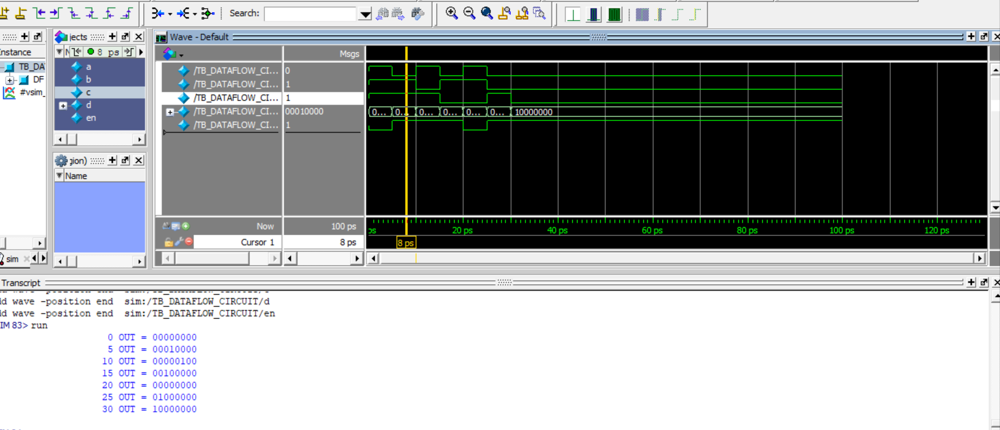 Search:
jects
Wave - Default
Instance
N
8 ps
Msgs
TB_DA
DF
#vsim_
a
b
c
d
en
/TB_DATAFLOW_CI... 0
/TB_DATAFLOW_CI... 1
/TB_DATAFLOW_CI... 1
/TB_DATAFLOW_CI... 00010000
/TB_DATAFLOW_CI... 1
0... 0... 0... 0... 0... 0... 10000000
gion)
Name
Now 100 ps
Cursor 1 8 ps
ps 20 ps 40 ps 60 ps 80 ps 100 ps 120 ps
8 ps
sim
Transcript
dd wave -position end sim:/TB_DATAFLOW_CIRCUIT/d
dd wave -position end sim:/TB_DATAFLOW_CIRCUIT/en
IM 83> run
0 OUT = 00000000
5 OUT = 00010000
10 OUT = 00000100
15 OUT = 00100000
20 OUT = 00000000
25 OUT = 01000000
30 OUT = 10000000